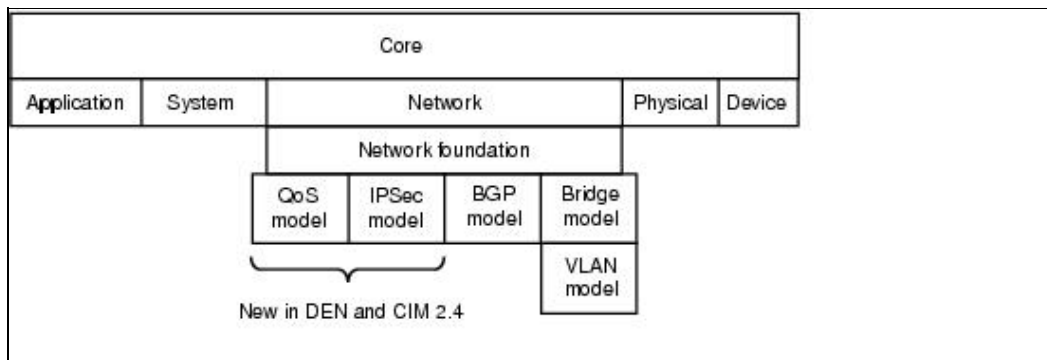 Core
Application System Network Physical Device
Network foundation
QoS model IPSec model BGP model Bridge model
VLAN model
New in DEN and CIM 2.4